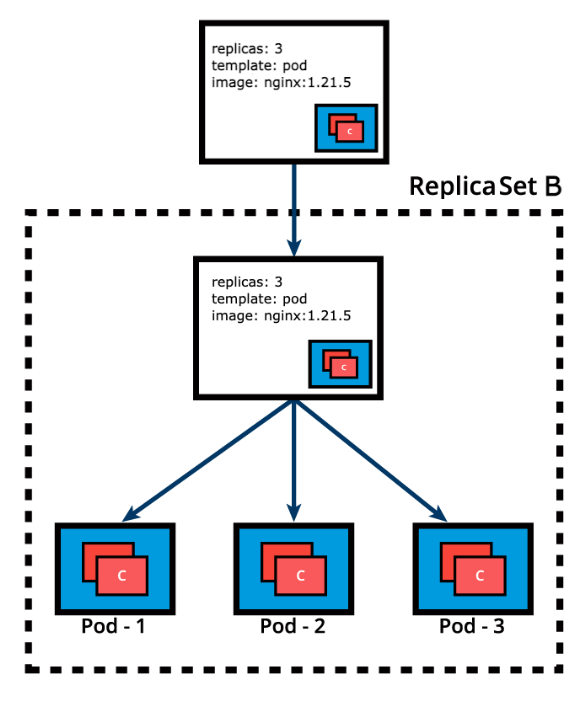 replicas: 3
template: pod
image: nginx:1.21.5
C
ReplicaSet B
replicas: 3
template: pod
image: nginx:1.21.5
C
C
C
C
Pod - 1
Pod - 2
Pod - 3